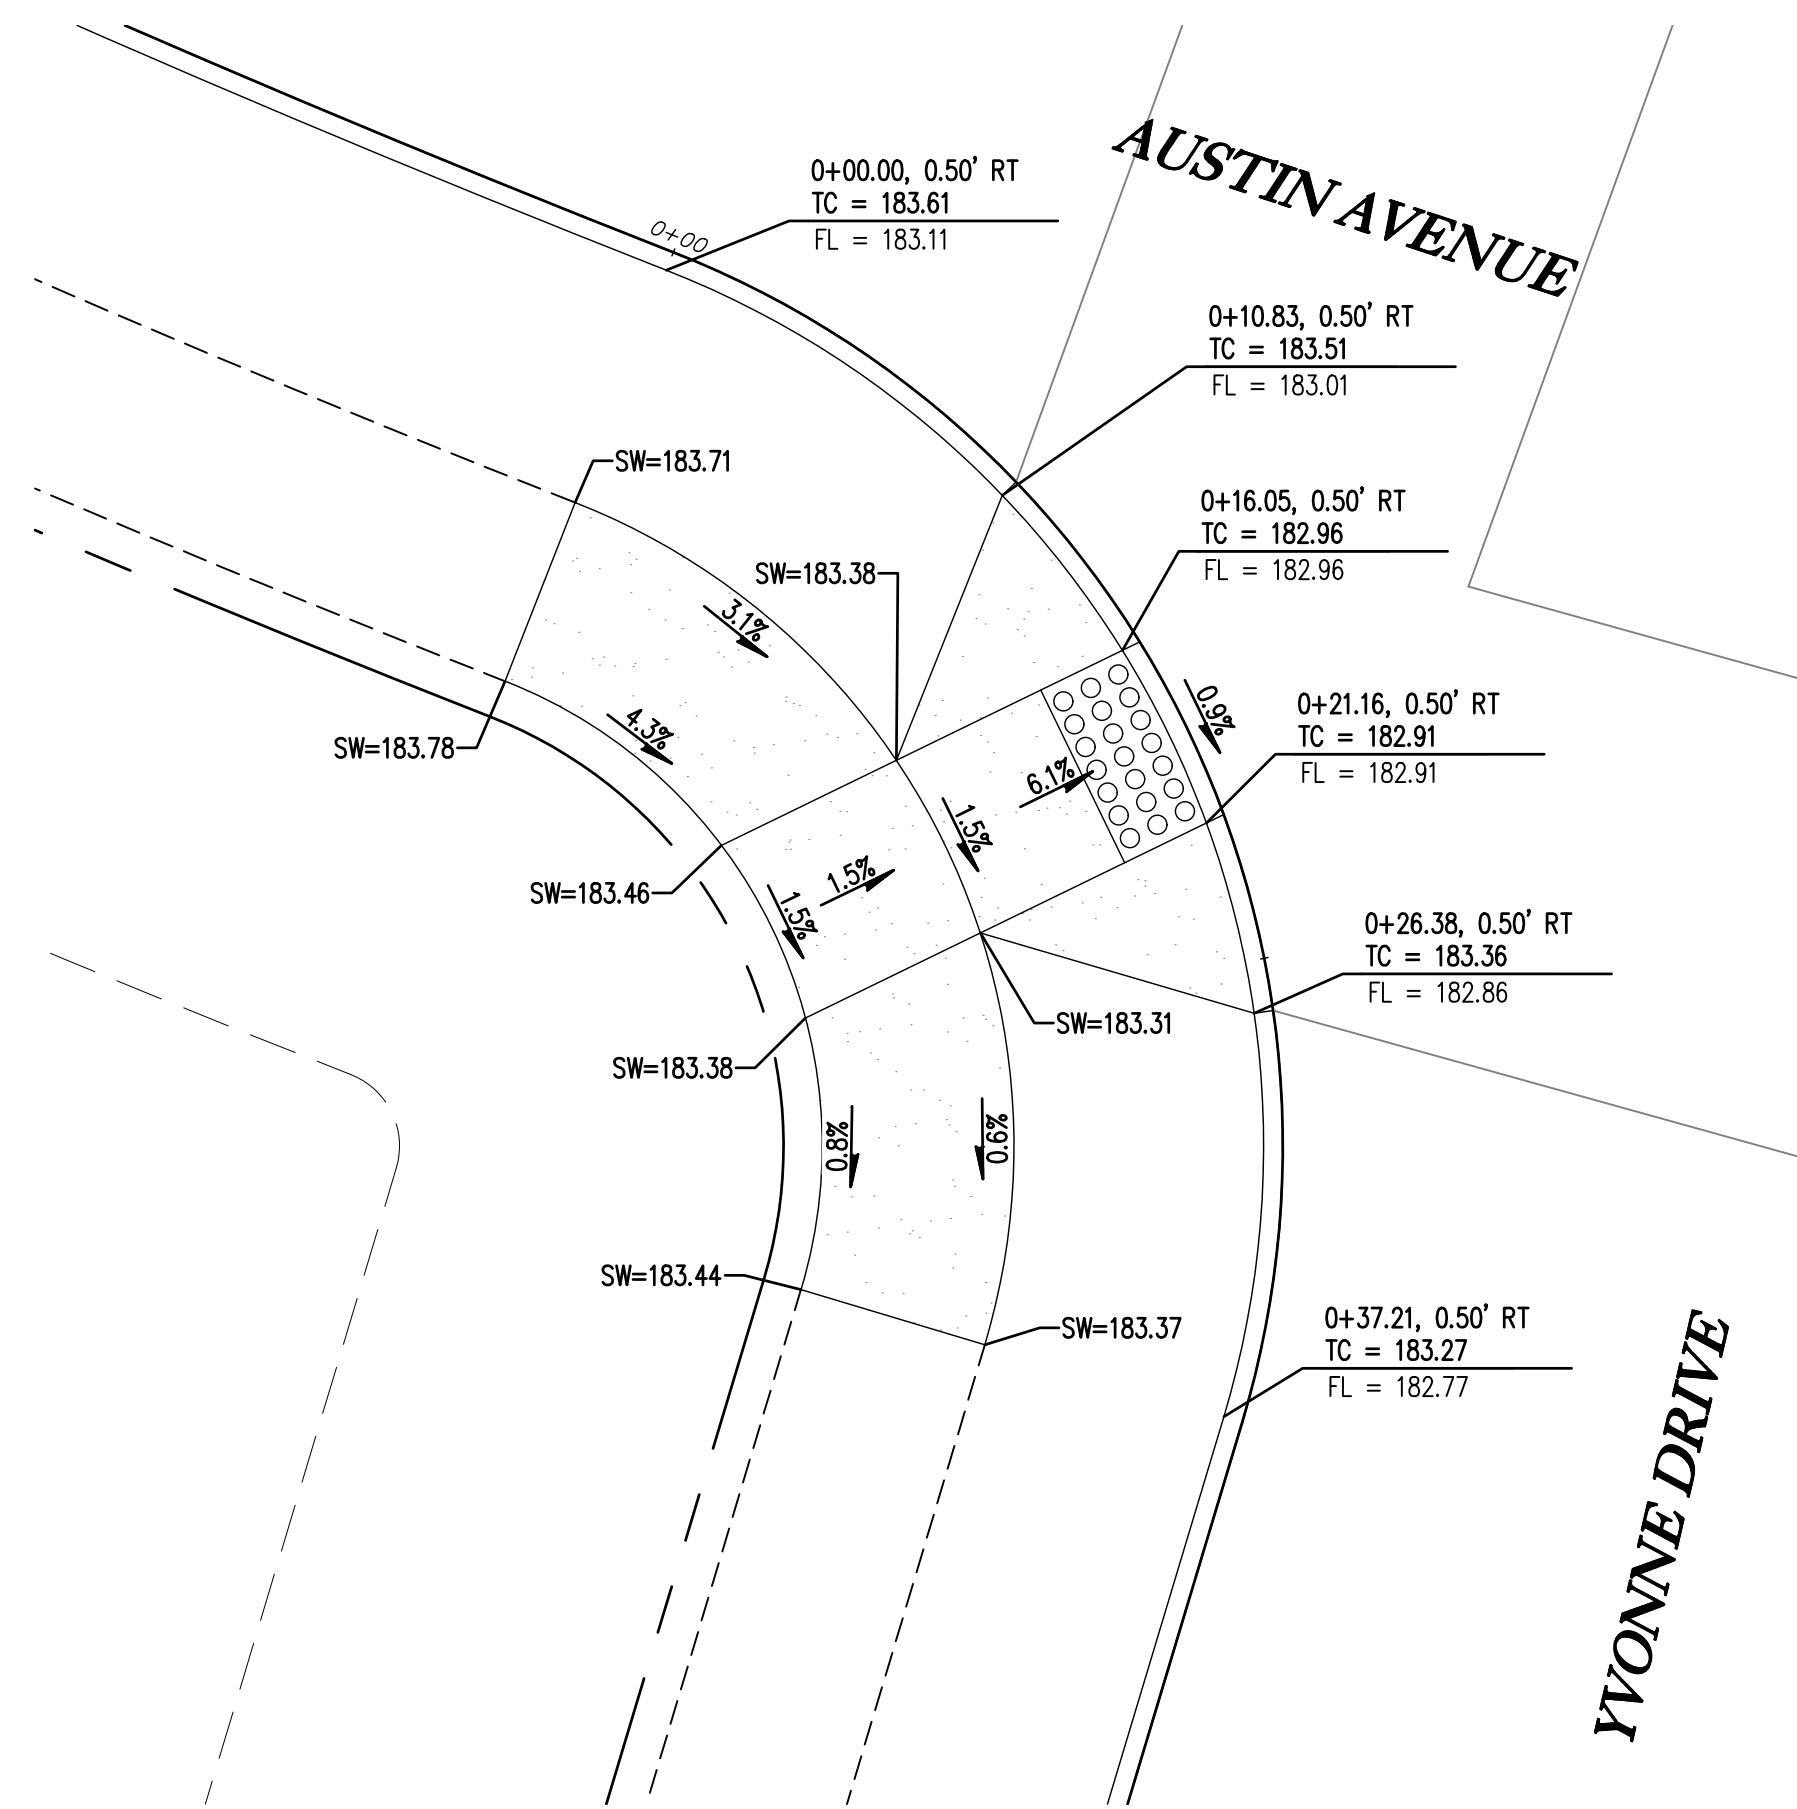 AUSTIN AVENUE
0+00.00, 0.50' RT
TC = 183.61
FL = 183.11
0+00
0+10.83, 0.50' RT
TC = 183.51
FL = 183.01
SW=183.71
0+16.05, 0.50' RT
TC = 182.96
FL = 182.96
SW=183.38
3.1%
4.3%
SW=183.78
0.9%
0+21.16, 0.50' RT
TC = 182.91
FL = 182.91
6.1%
1.5%
1.5%
1.5%
SW=183.46
0+26.38, 0.50' RT
TC = 183.36
FL = 182.86
SW=183.31
SW=183.38
0.8%
0.6%
SW=183.44
SW=183.37
0+37.21, 0.50' RT
TC = 183.27
FL = 182.77
YVONNE DRIVE